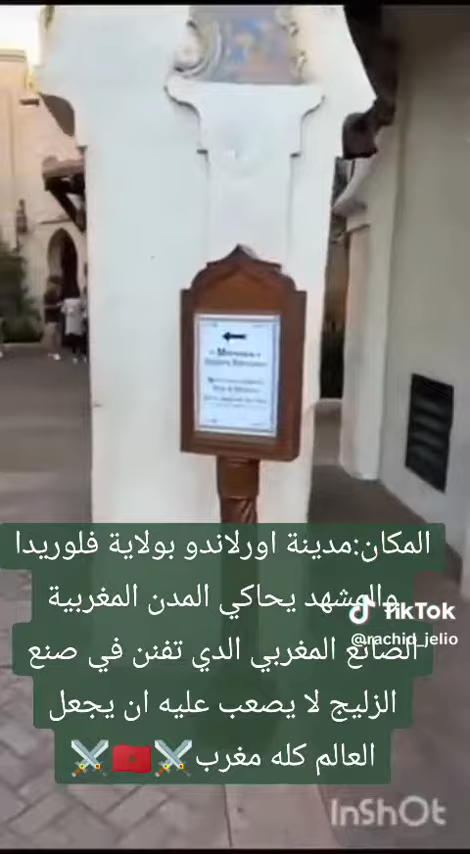 المكان:مدينة اورلاندو بولاية فلوريدا
والمشهد يحاكي المدن المغربية
الصانع المغربي الدي تفنن في صنع
الزليج لا يصعب عليه ان يجعل
العالم كله مغرب
TikTok
@rachid_jelio
InShOt